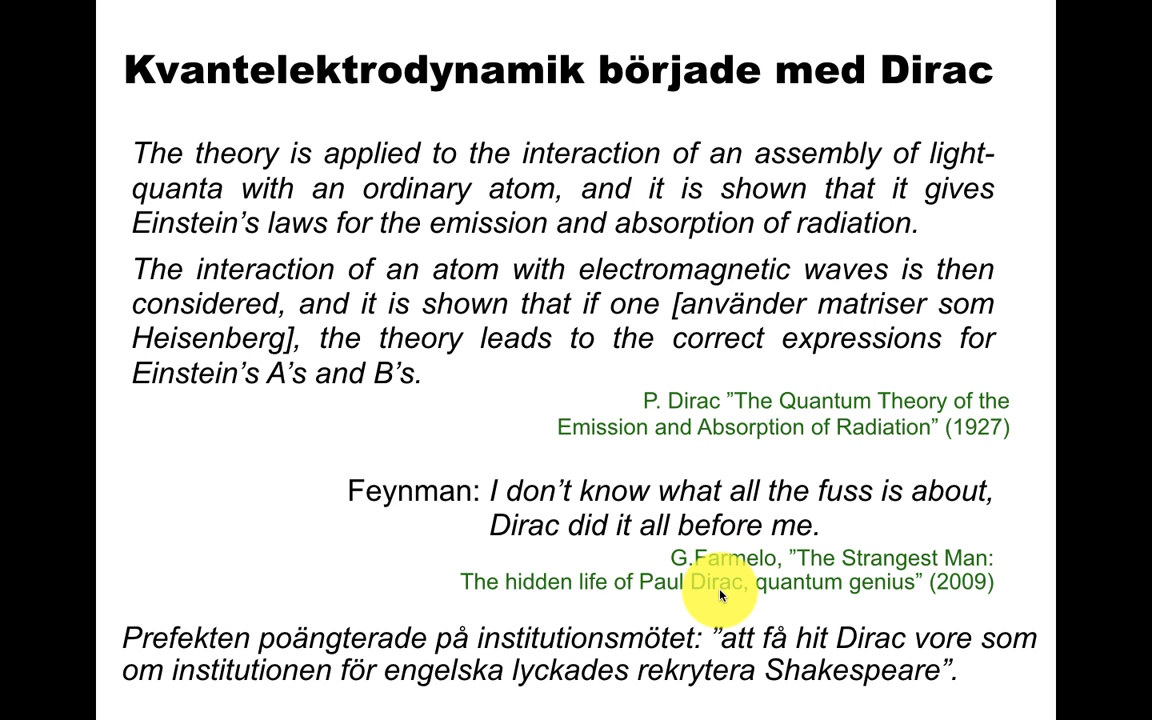 Kvantelektrodynamik började med Dirac
The theory is applied to the interaction of an assembly of light-
quanta with an ordinary atom, and it is shown that it gives
Einstein’s laws for the emission and absorption of radiation.
The interaction of an atom with electromagnetic waves is then
considered, and it is shown that if one [använder matriser som
Heisenberg], the theory leads to the correct expressions for
Einstein’s A’s and B’s.
P. Dirac ”The Quantum Theory of the
Emission and Absorption of Radiation” (1927)
Feynman: I don’t know what all the fuss is about,
Dirac did it all before me.
G.Farmelo, ”The Strangest Man:
The hidden life of Paul Dirac, quantum genius” (2009)
Prefekten poängterade på institutionsmötet: ”att få hit Dirac vore som
om institutionen för engelska lyckades rekrytera Shakespeare”.